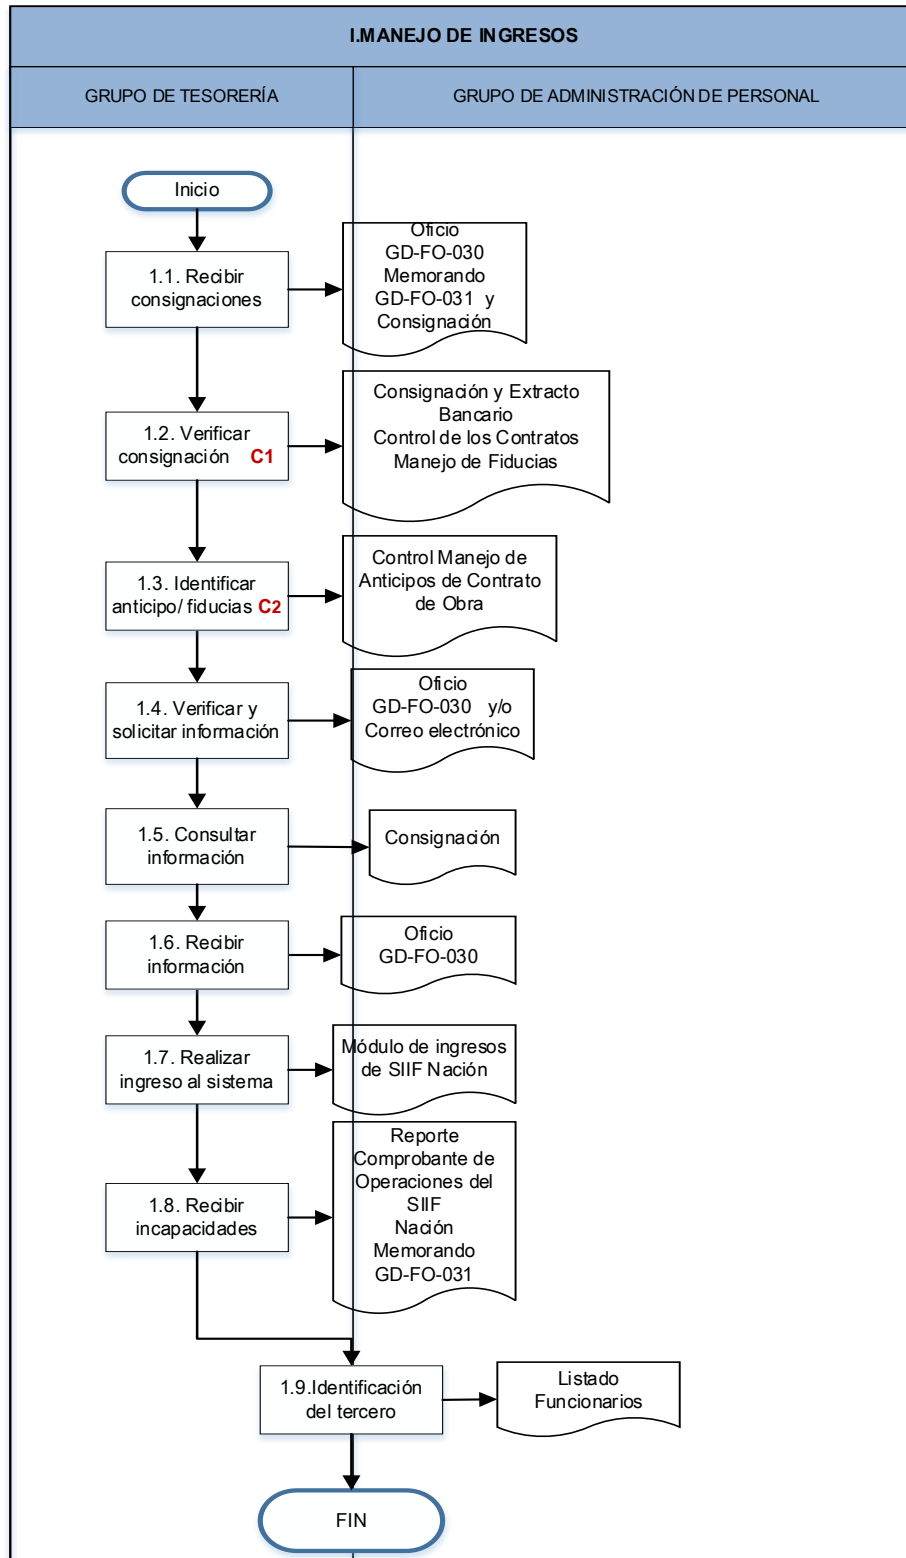 I.MANEJO DE INGRESOS
GRUPO DE TESORERÍA
GRUPO DE ADMINISTRACIÓN DE PERSONAL
Inicio
1.1. Recibir
consignaciones
Oficio
GD-FO-030
Memorando
GD-FO-031 y
Consignación
1.2. Verificar
consignación C1
Consignación y Extracto
Bancario
Control de los Contratos
Manejo de Fiducias
1.3. Identificar
anticipo/ fiducias C2
Control Manejo de
Anticipos de Contrato
de Obra
1.4. Verificar y
solicitar información
Oficio
GD-FO-030 y/o
Correo electrónico
1.5. Consultar
información
Consignación
1.6. Recibir
información
Oficio
GD-FO-030
1.7. Realizar
ingreso al sistema
Módulo de ingresos
de SIIF Nación
1.8. Recibir
incapacidades
Reporte
Comprobante de
Operaciones del
SIIF
Nación
Memorando
GD-FO-031
1.9.Identificación
del tercero
Listado
Funcionarios
FIN